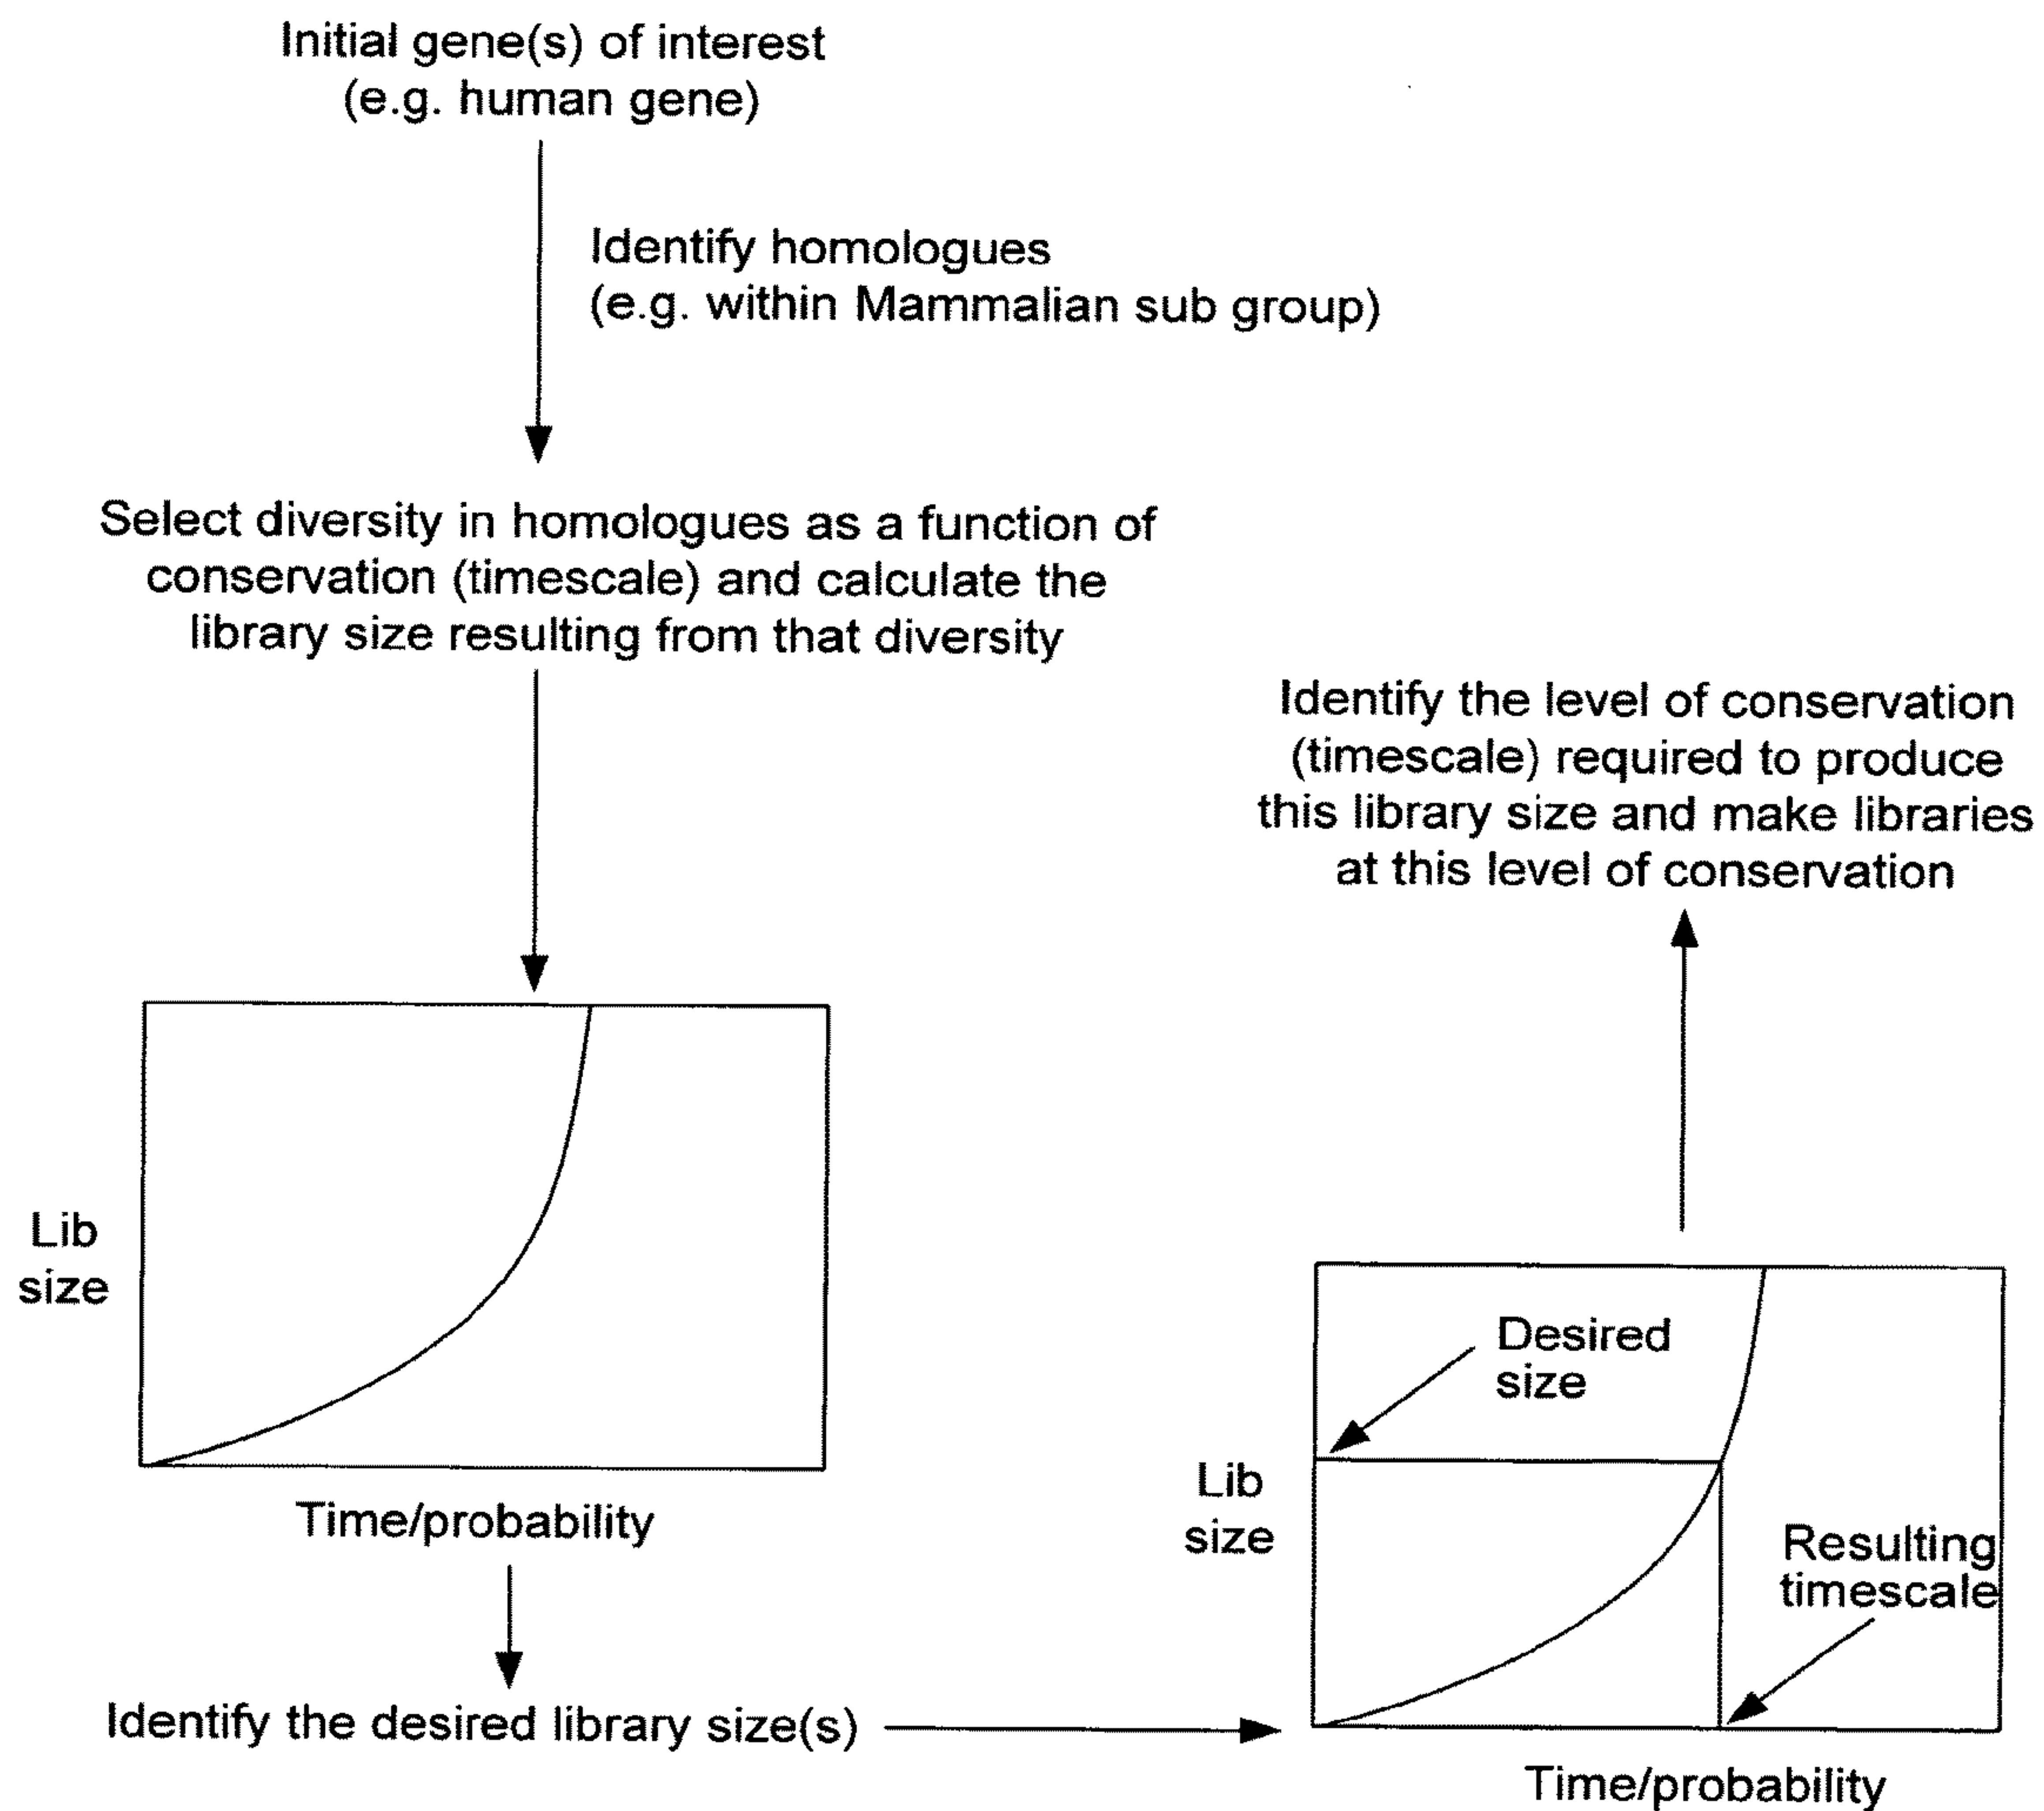 Initial gene(s) of interest
(e.g. human gene)
Identify homologues
(e.g. within Mammalian sub group)
Select diversity in homologues as a function of
conservation (timescale) and calculate the
library size resulting from that diversity
Lib
size
Time/probability
Identify the desired library size(s)
Desired
size
Lib
size
Resulting
timescale
Time/probability
Identify the level of conservation
(timescale) required to produce
this library size and make libraries
at this level of conservation